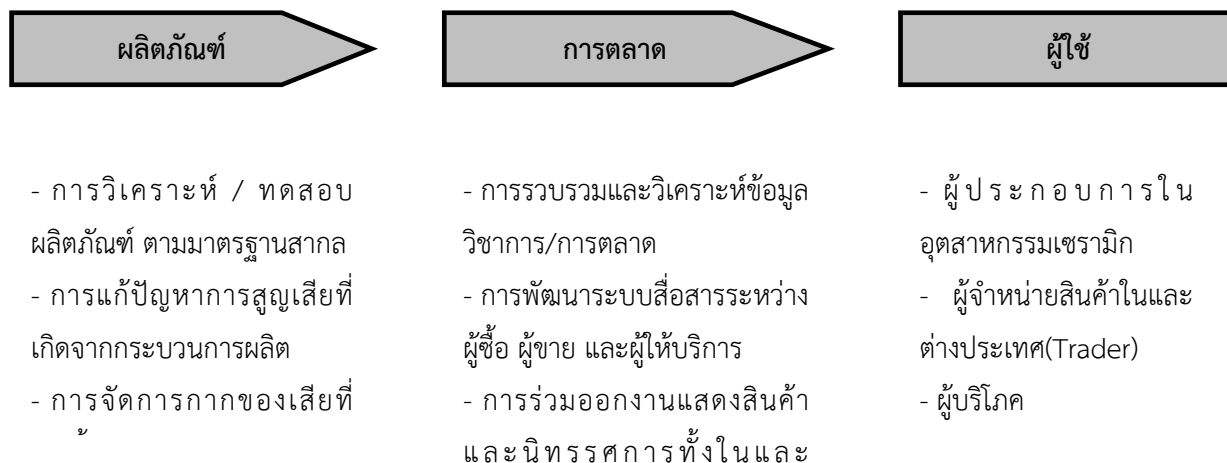 ผลิตภัณฑ์
- การวิเคราะห์ / ทดสอบ
ผลิตภัณฑ์ ตามมาตรฐานสากล
- การแก้ปัญหาการสูญเสียที่
เกิดจากกระบวนการผลิต
- การจัดการกากของเสียที่
การตลาด
- การรวบรวมและวิเคราะห์ข้อมูล
วิชาการ/การตลาด
- การพัฒนาระบบสื่อสารระหว่าง
ผู้ซื้อ ผู้ขาย และผู้ให้บริการ
- การร่วมออกงานแสดงสินค้า
และนิทรรศการทั้งในและ
ผู้ใช้
- ผู้ประกอบการใน
อุตสาหกรรมเซรามิก
- ผู้จำหน่ายสินค้าในและ
ต่างประเทศ(Trader)
- ผู้บริโภค